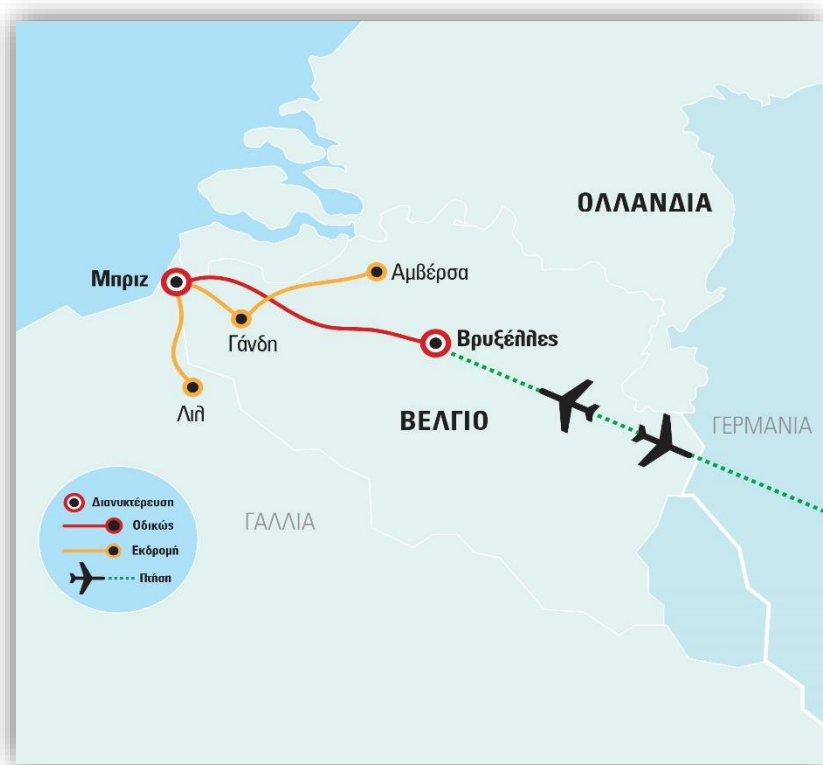 ΟΛΛΑΝΔΙΑ
Μπριζ
Αμβέρσα
Γάνδη
Βρυξέλλες
Λιλ
ΒΕΛΓΙΟ
ΓΕΡΜΑΝΙΑ
ΓΑΛΛΙΑ
Διανυκτέρευση
Οδικώς
Εκδρομή
Πτήση